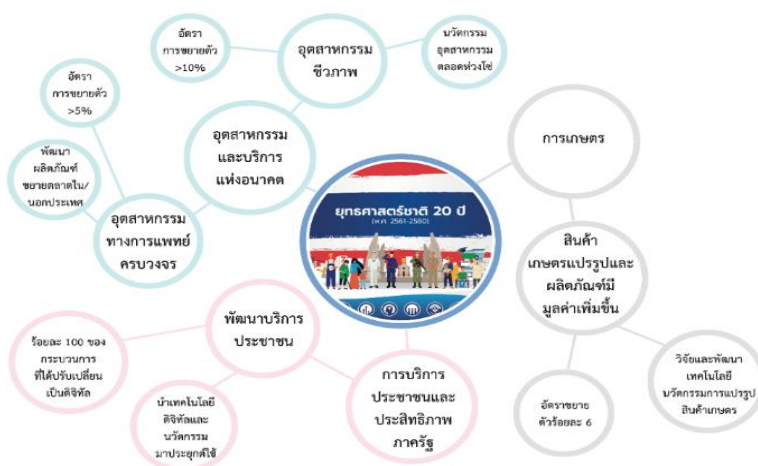 อัตรา
การขยายตัว
>10%
อุตสาหกรรม
ชีวภาพ
นวัตกรรม
อุตสาหกรรม
ตลอดห่วงโซ่
อัตรา
การขยายตัว
>5%
พัฒนา
ผลิตภัณฑ์
ขยายตลาดใน/
นอกประเทศ
อุตสาหกรรม
และบริการ
แห่งอนาคต
อุตสาหกรรม
ทางการแพทย์
ครบวงจร
การเกษตร
ยุทธศาสตร์ชาติ 20 ปี
(พ.ศ. 2561-2580)
สินค้า
เกษตรแปรรูปและ
ผลิตภัณฑ์มี
มูลค่าเพิ่มขึ้น
พัฒนาบริการ
ประชาชน
ร้อยละ 100 ของ
กระบวนการ
ที่ได้ปรับเปลี่ยน
เป็นดิจิทัล
นำเทคโนโลยี
ดิจิทัลและ
นวัตกรรม
มาประยุกต์ใช้
การบริการ
ประชาชนและ
ประสิทธิภาพ
ภาครัฐ
อัตราขยาย
ตัวร้อยละ 6
วิจัยและพัฒนา
เทคโนโลยี
นวัตกรรมการแปรรูป
สินค้าเกษตร